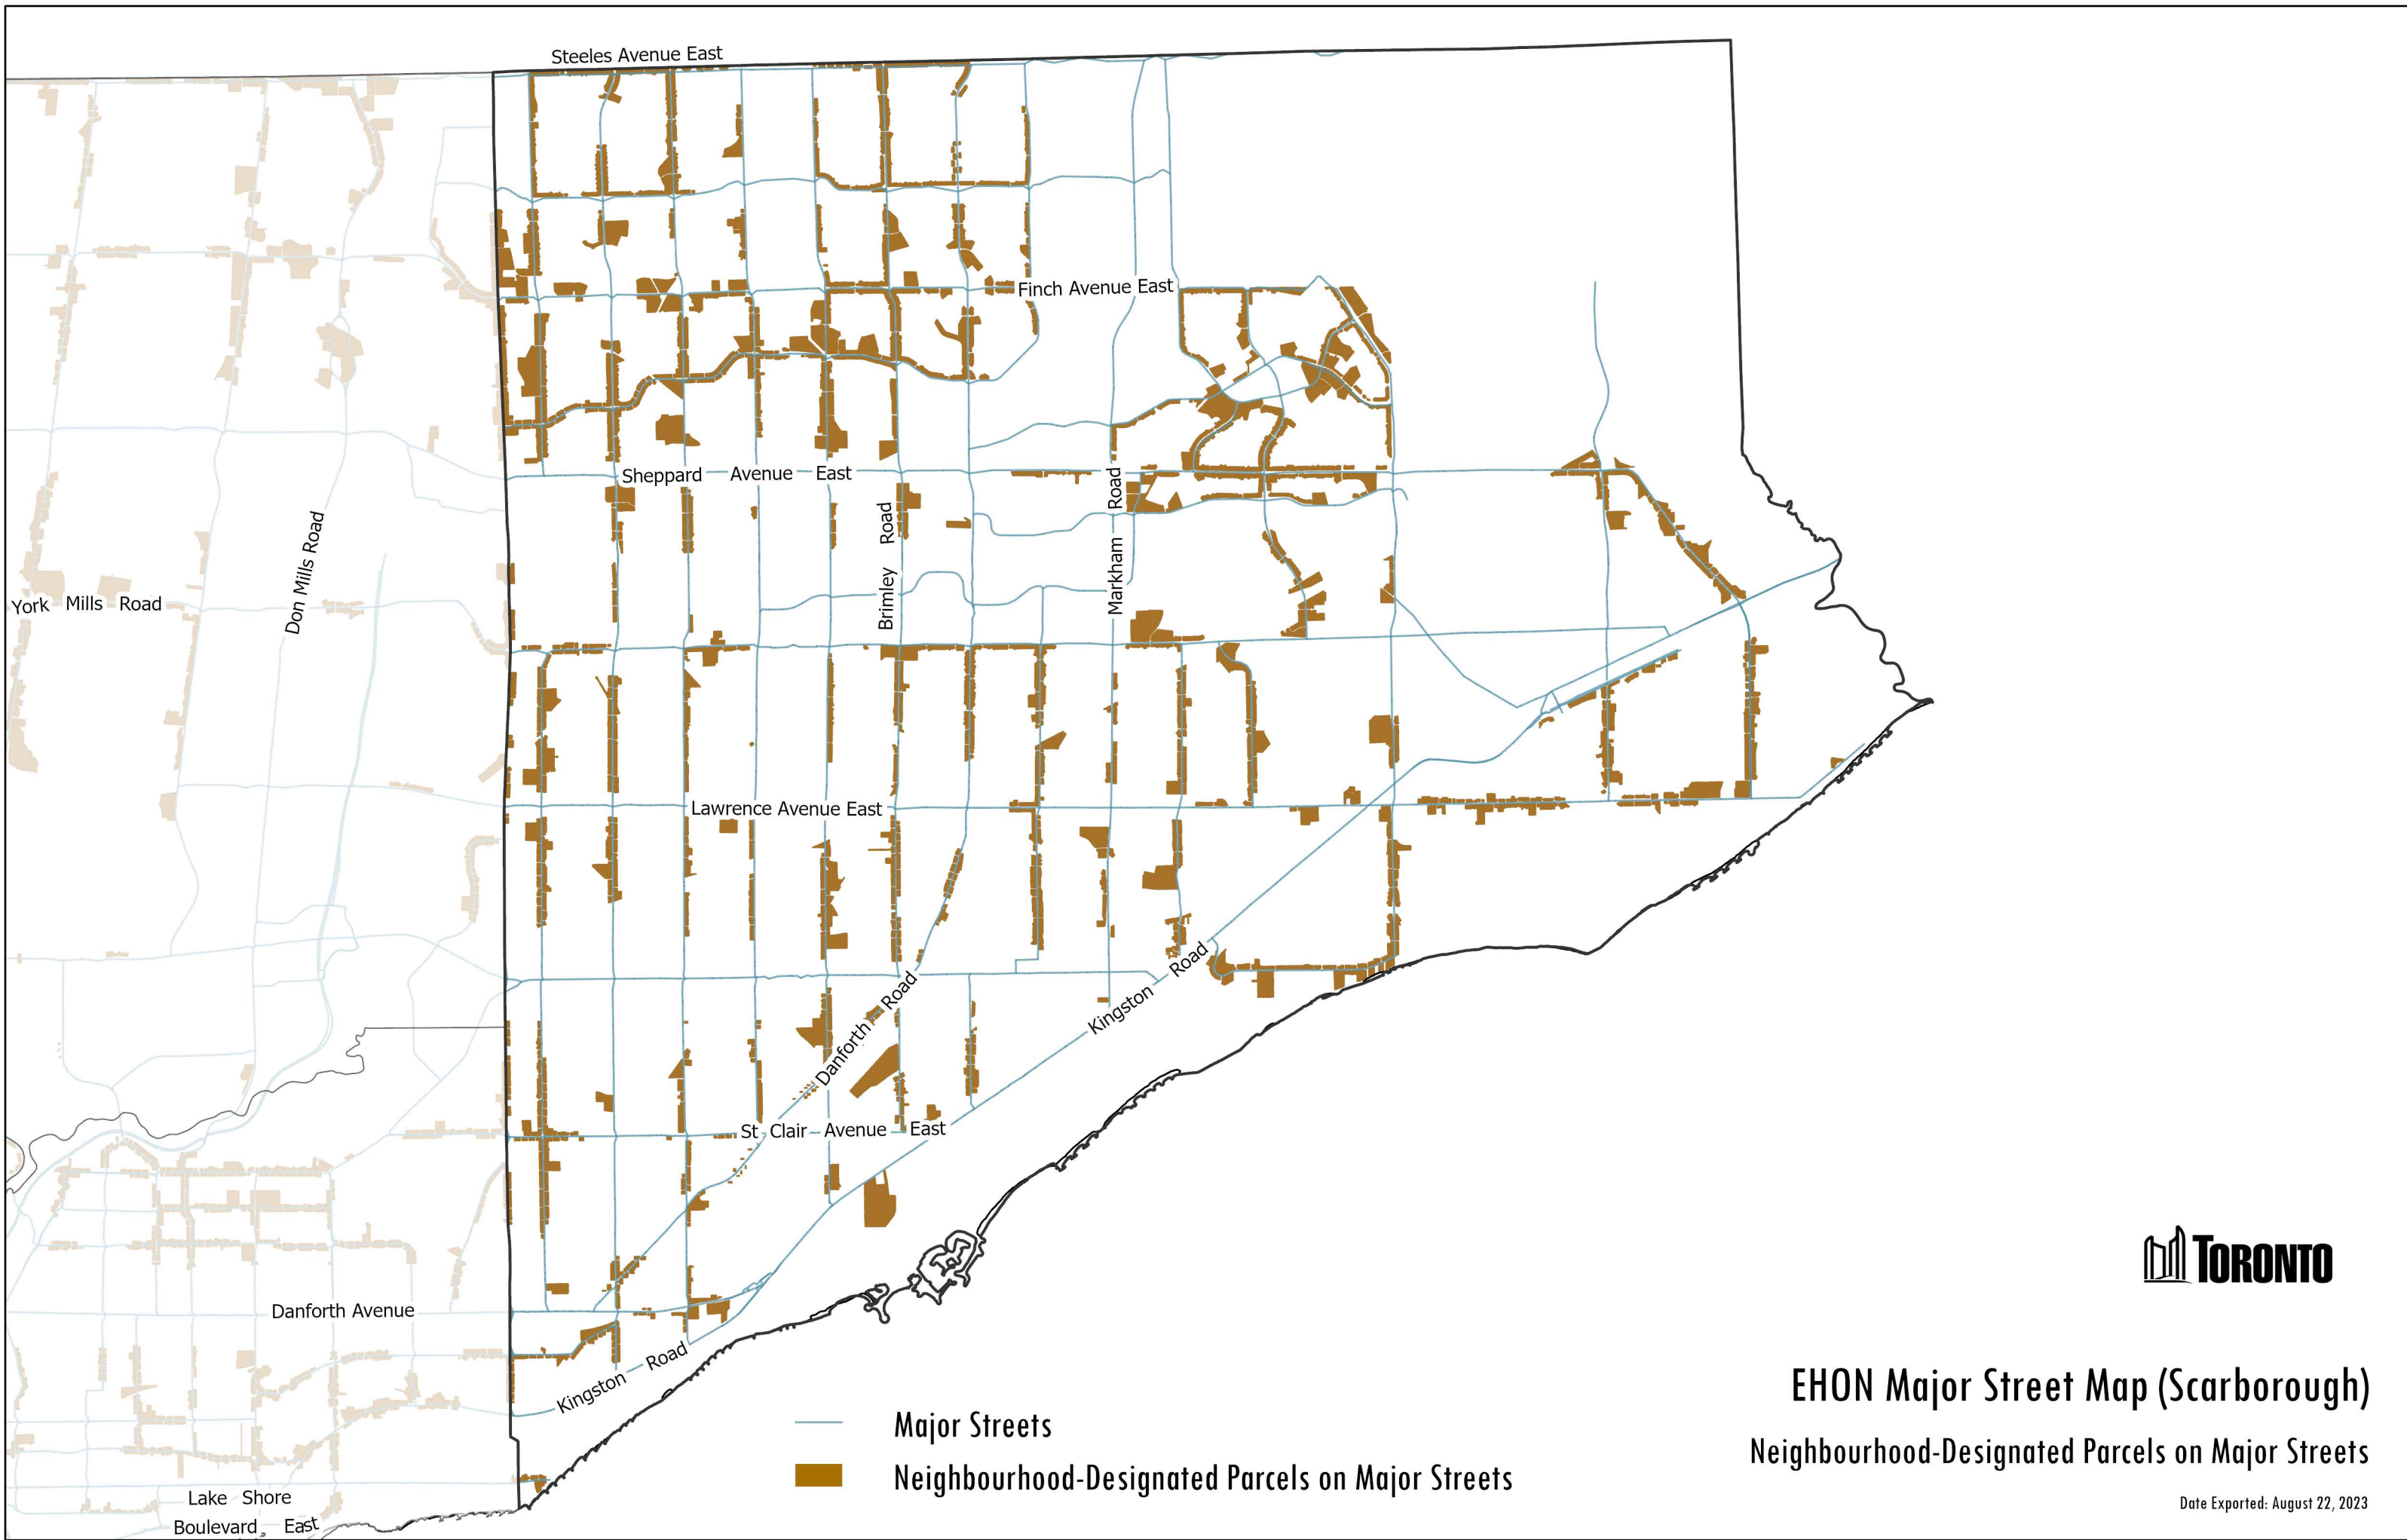 Steeles Avenue East
Finch Avenue East
Sheppard Avenue East
Don Mills Road
Brimley Road
Markham Road
York Mills Road
Lawrence Avenue East
Danforth Road
Kingston Road
St Clair Avenue East
Danforth Avenue
Kingston Road
Lake Shore
Boulevard East
TORONTO
EHON Major Street Map (Scarborough)
Neighbourhood-Designated Parcels on Major Streets
Date Exported: August 22, 2023
Major Streets
Neighbourhood-Designated Parcels on Major Streets